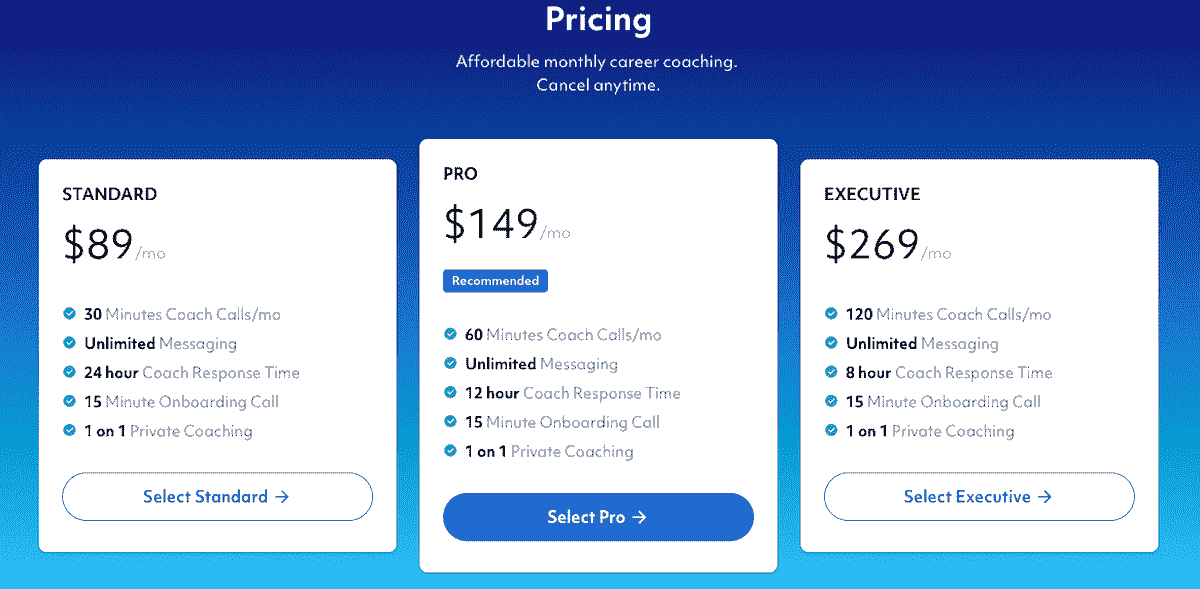 Pricing
Affordable monthly career coaching.
Cancel anytime.
STANDARD
$89/mo
30 Minutes Coach Calls/mo
Unlimited Messaging
24 hour Coach Response Time
15 Minute Onboarding Call
1 on 1 Private Coaching
Select Standard →
PRO
$149/mo
Recommended
60 Minutes Coach Calls/mo
Unlimited Messaging
12 hour Coach Response Time
15 Minute Onboarding Call
1 on 1 Private Coaching
Select Pro →
EXECUTIVE
$269/mo
120 Minutes Coach Calls/mo
Unlimited Messaging
8 hour Coach Response Time
15 Minute Onboarding Call
1 on 1 Private Coaching
Select Executive →